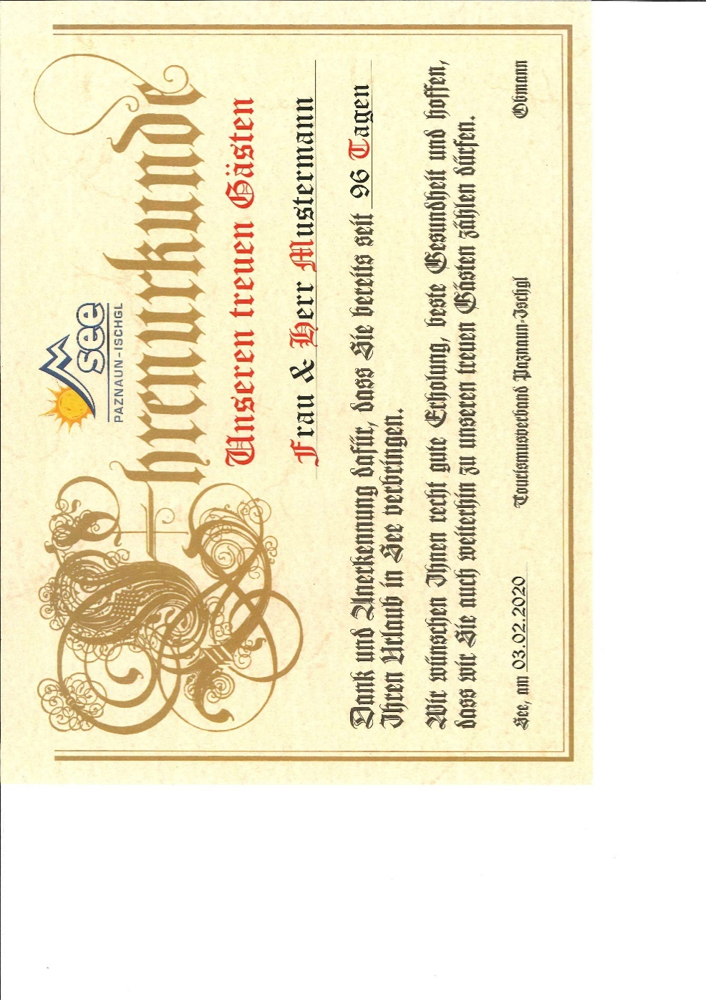 see
PAZNAUN-ISCHGL
Ehrenurkunde
Unseren treuen Gästen
Frau & Herr Mustermann
Dank und Anerkennung dafür, dass Sie bereits seit 96 Tagen
Ihren Urlaub in See verbringen.
Wir wünschen Ihnen recht gute Erholung, beste Gesundheit und hoffen,
dass wir Sie auch weiterhin zu unseren treuen Gästen zählen dürfen.
See, am 03.02.2020 Tourismusverband Paznaun-Ischgl Obmann